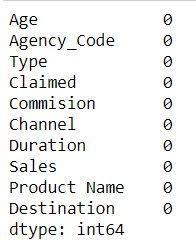 Age 0
Agency_Code 0
Type 0
Claimed 0
Commision 0
Channel 0
Duration 0
Sales 0
Product Name 0
Destination 0
dtype: int64